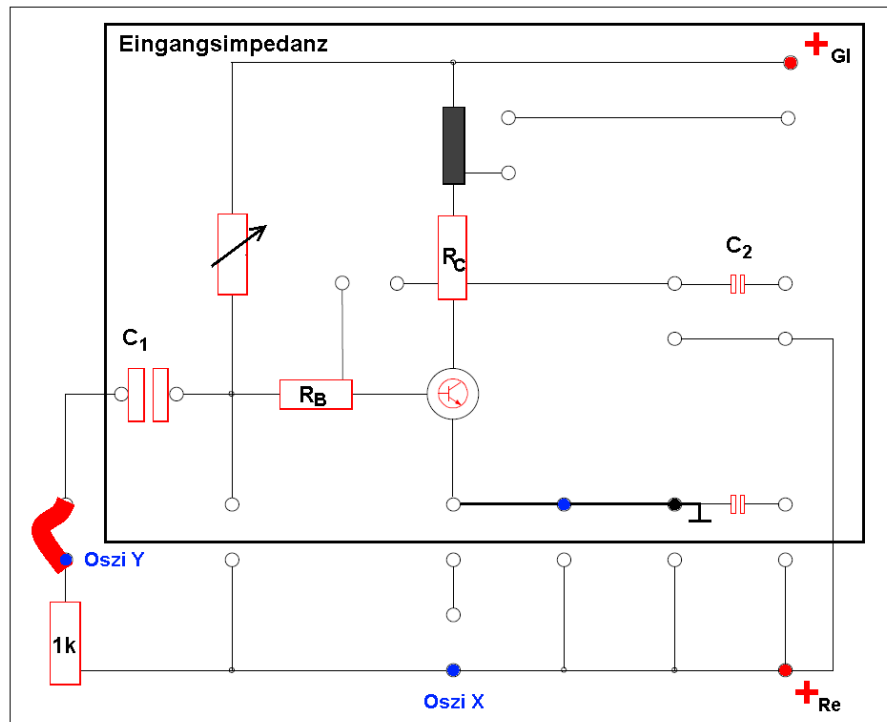 Eingangsimpedanz
+GI
RC
C2
C1
RB
Oszi Y
1k
Oszi X
+Re